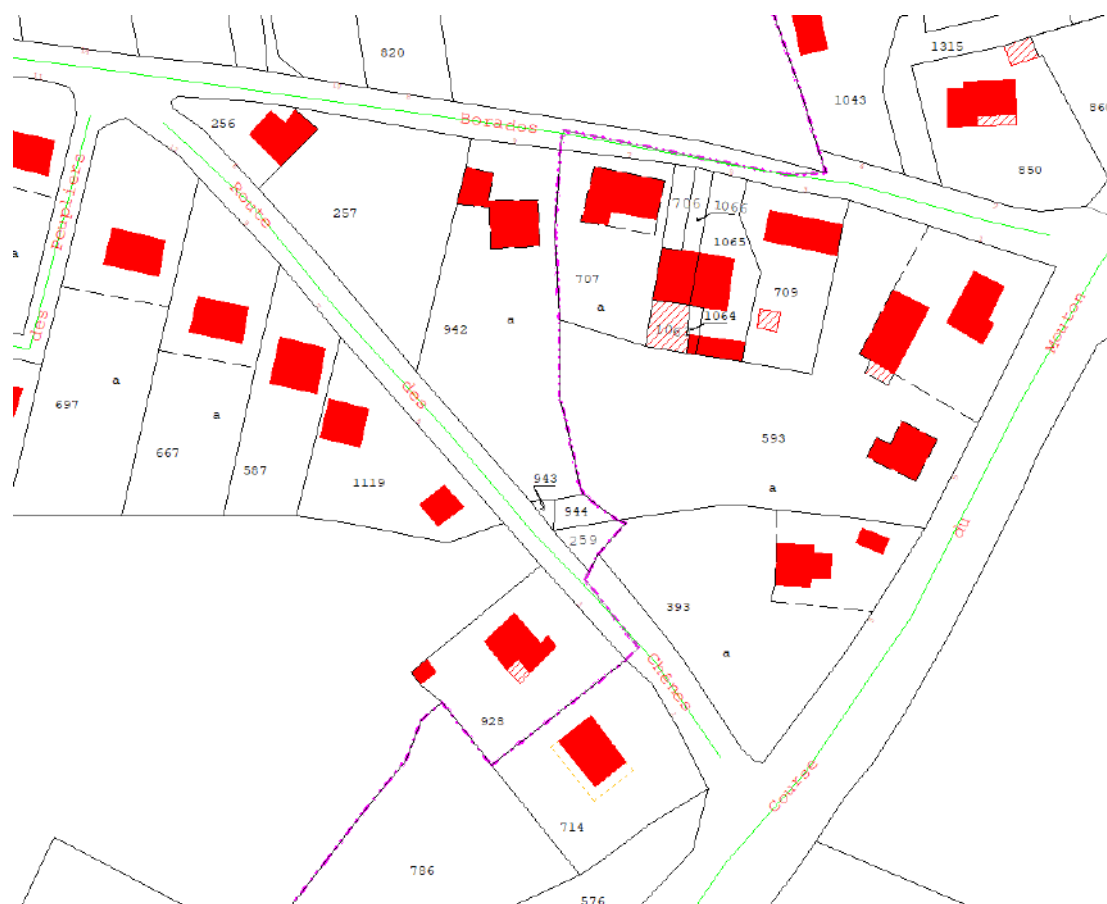 820
1315
1043
860
850
256
Borados
257
des Peupliers
Route
des
Chênes
706
1066
1065
707
709
a
942
a
a
1064
106
697
a
667
a
587
1119
593
a
943
944
259
393
a
928
714
786
576
Course
du
Mouton